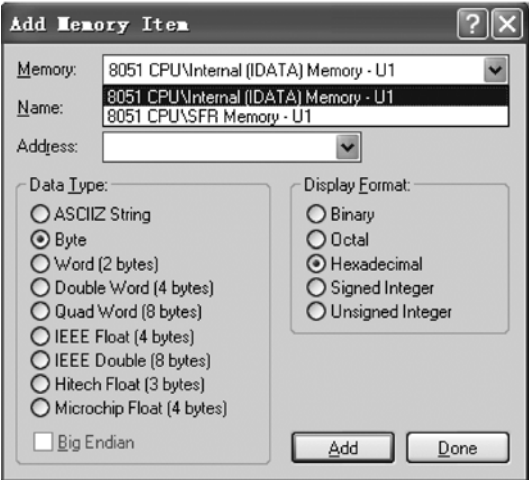 Add Memory Item
Memory: 8051 CPU\Internal (IDATA) Memory - U1
8051 CPU\Internal (IDATA) Memory - U1
Name: 8051 CPU\SFR Memory - U1
Address:
Data Type:
ASCIIZ String
Byte
Word (2 bytes)
Double Word (4 bytes)
Quad Word (8 bytes)
IEEE Float (4 bytes)
IEEE Double (8 bytes)
Hitech Float (3 bytes)
Microchip Float (4 bytes)
Big Endian
Display Format:
Binary
Octal
Hexadecimal
Signed Integer
Unsigned Integer
Add
Done